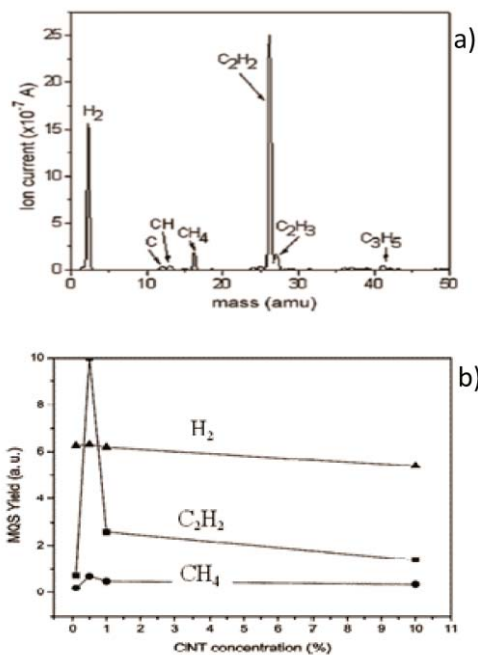 a)
25
20
15
10
5
0
Ion current (x10⁻⁷ A)
H₂
C
CH
CH₄
C₂H₂
C₂H₃
C₃H₅
0 10 20 30 40 50
mass (amu)
b)
10
8
6
4
2
0
MQS Yield (a.u.)
H₂
C₂H₂
CH₄
0 1 2 3 4 5 6 7 8 9 10 11
CINT concentration (%)